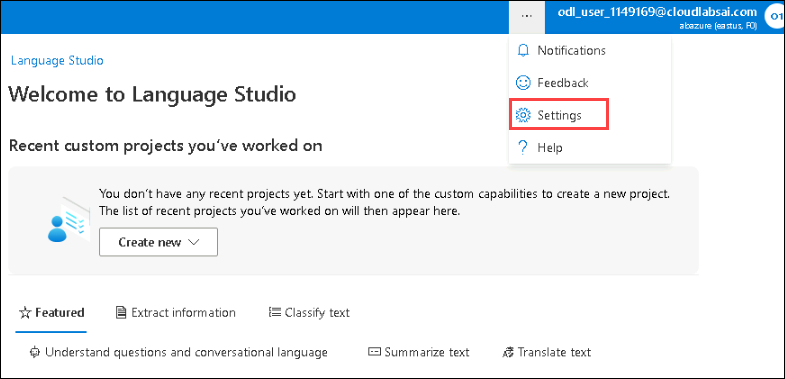 ...
odl_user_1149169@cloudlabsai.com
abazure (eastus, F0)
01
Notifications
Feedback
Settings
Help
Language Studio
Welcome to Language Studio
Recent custom projects you've worked on
You don't have any recent projects yet. Start with one of the custom capabilities to create a new project.
The list of recent projects you've worked on will then appear here.
Create new
Featured
Extract information
Classify text
Understand questions and conversational language
Summarize text
Translate text